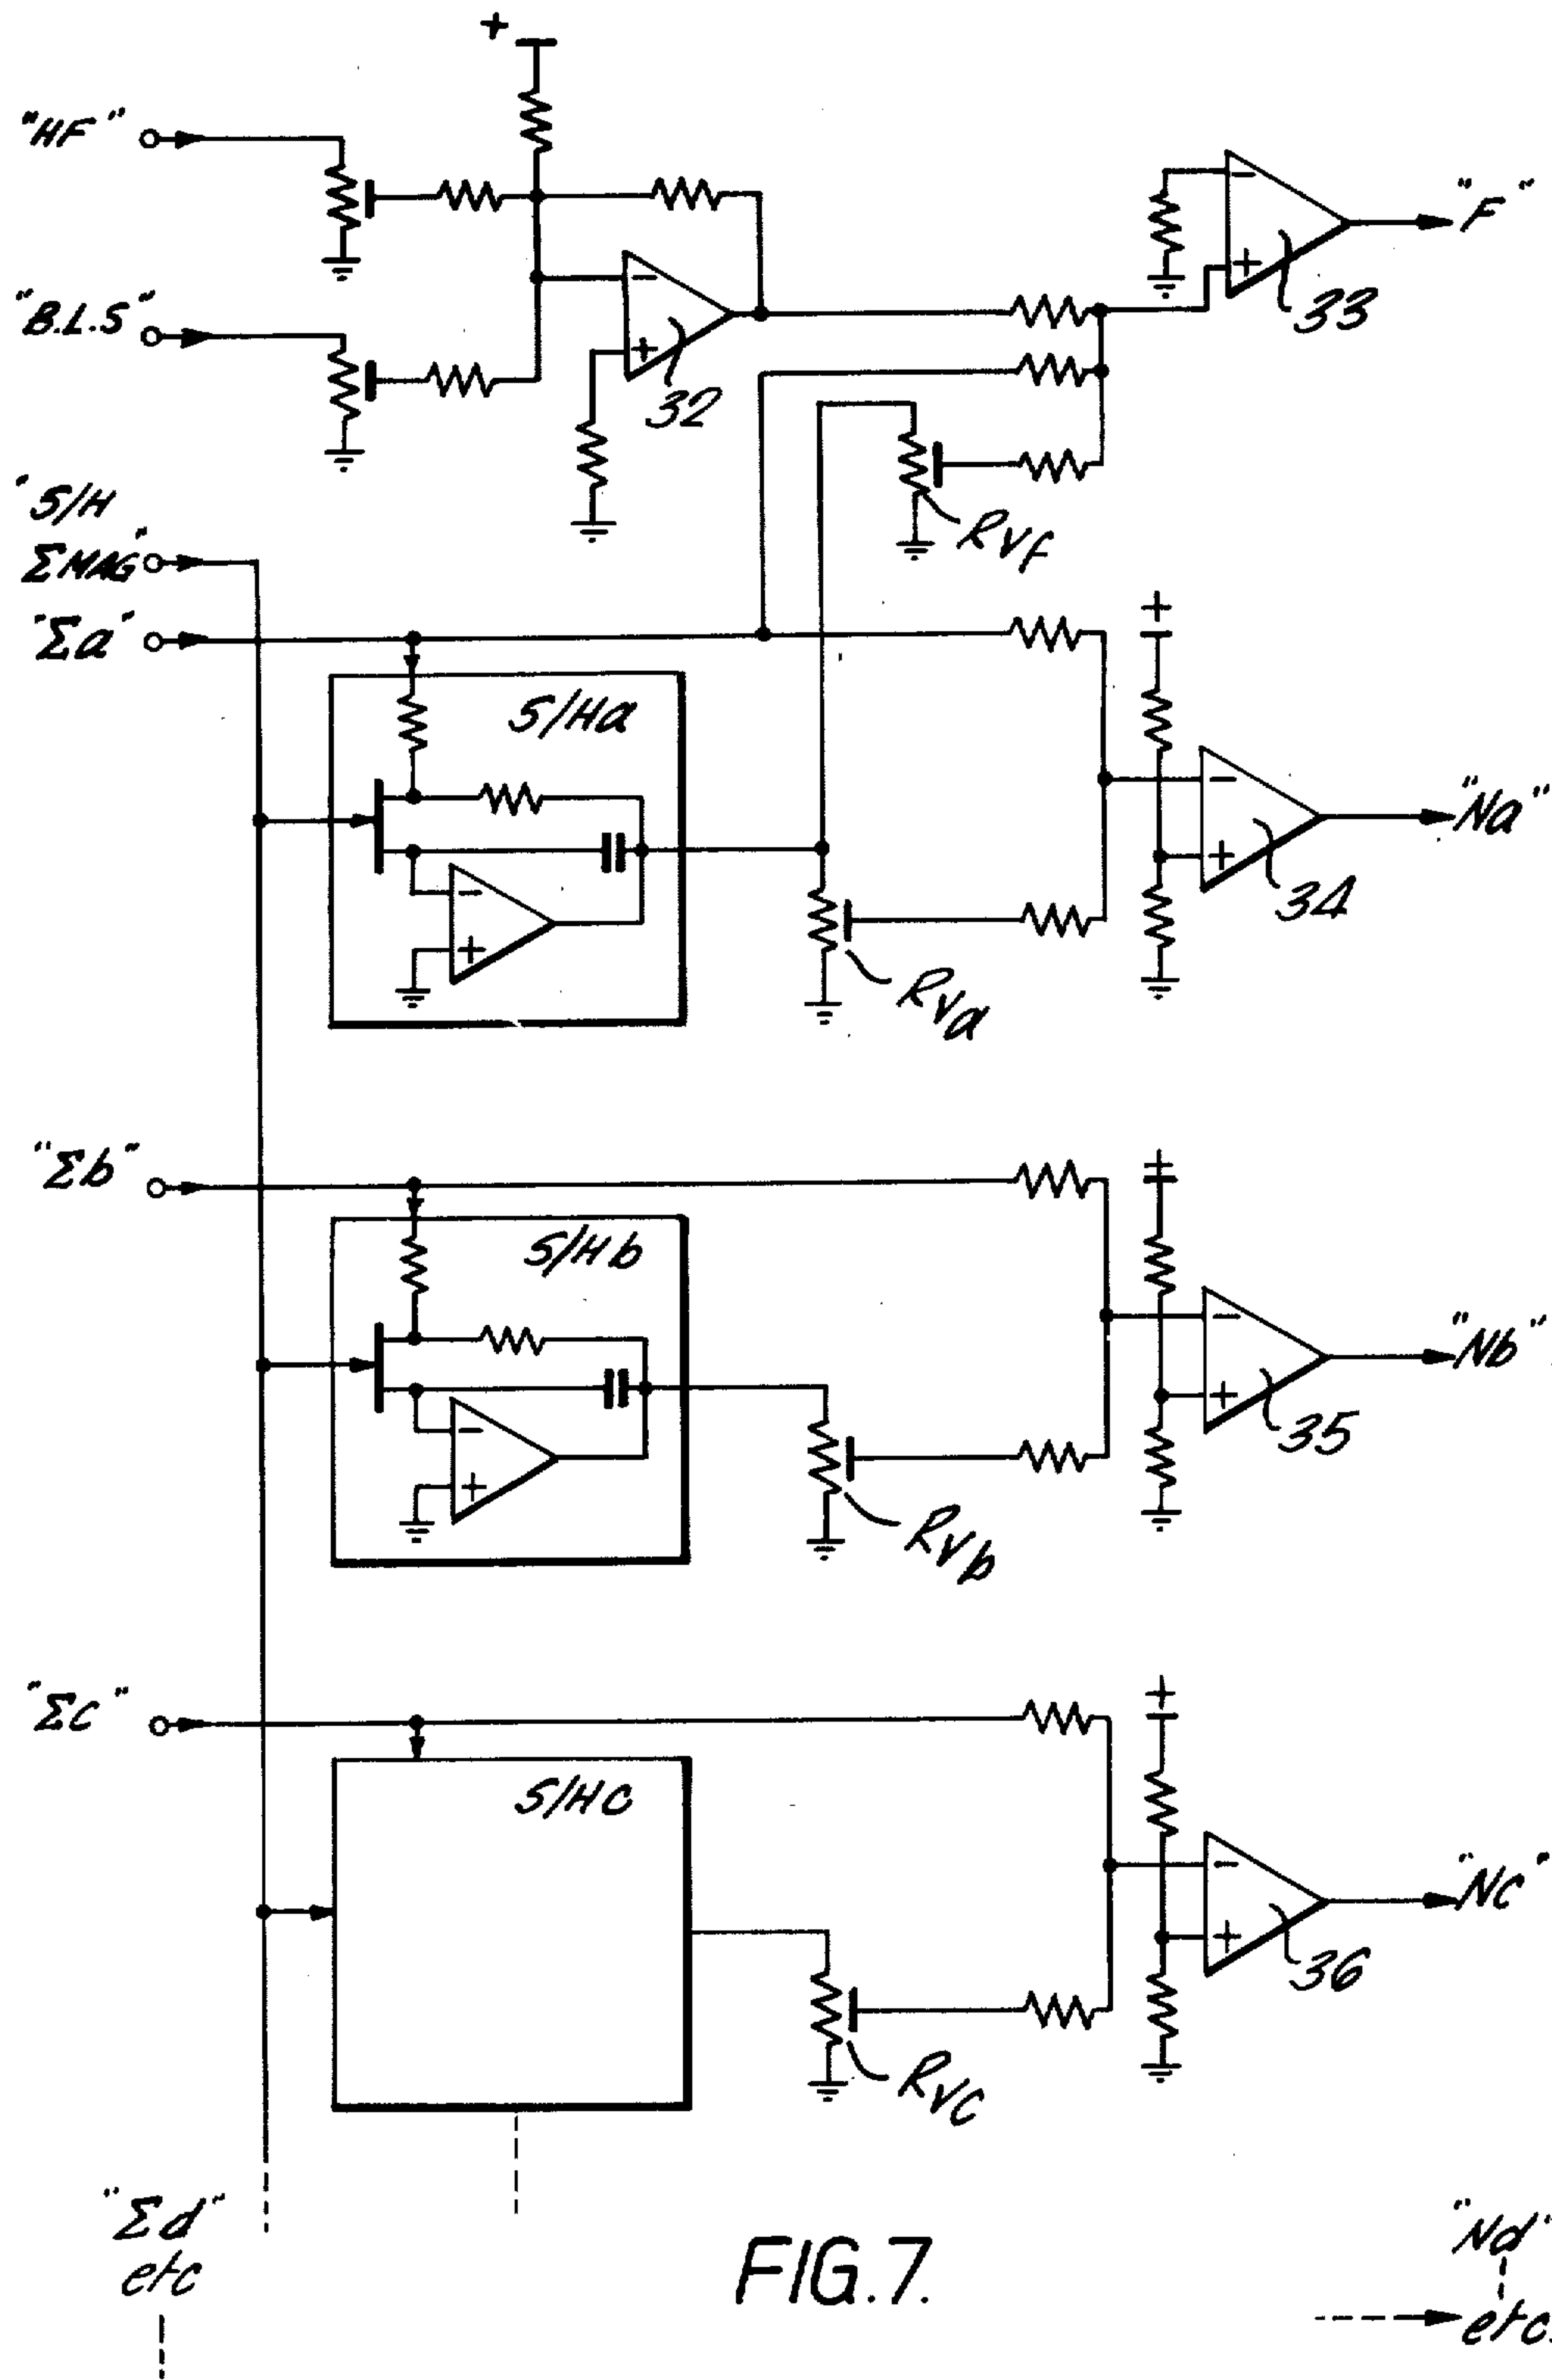 +
"HF"
"F"
-
+
33
"B.L.S"
-
+
32
RVf
"S/H
ΣMAG"
"Σa"
+
S/Ha
-
+
34
"Na"
-
+
RVa
"Σb"
+
S/Hb
-
+
35
"Nb"
-
+
RVb
"Σc"
+
S/Hc
-
+
36
"Nc"
RVc
"Σd"
etc
"Nd"
etc.
FIG.7.